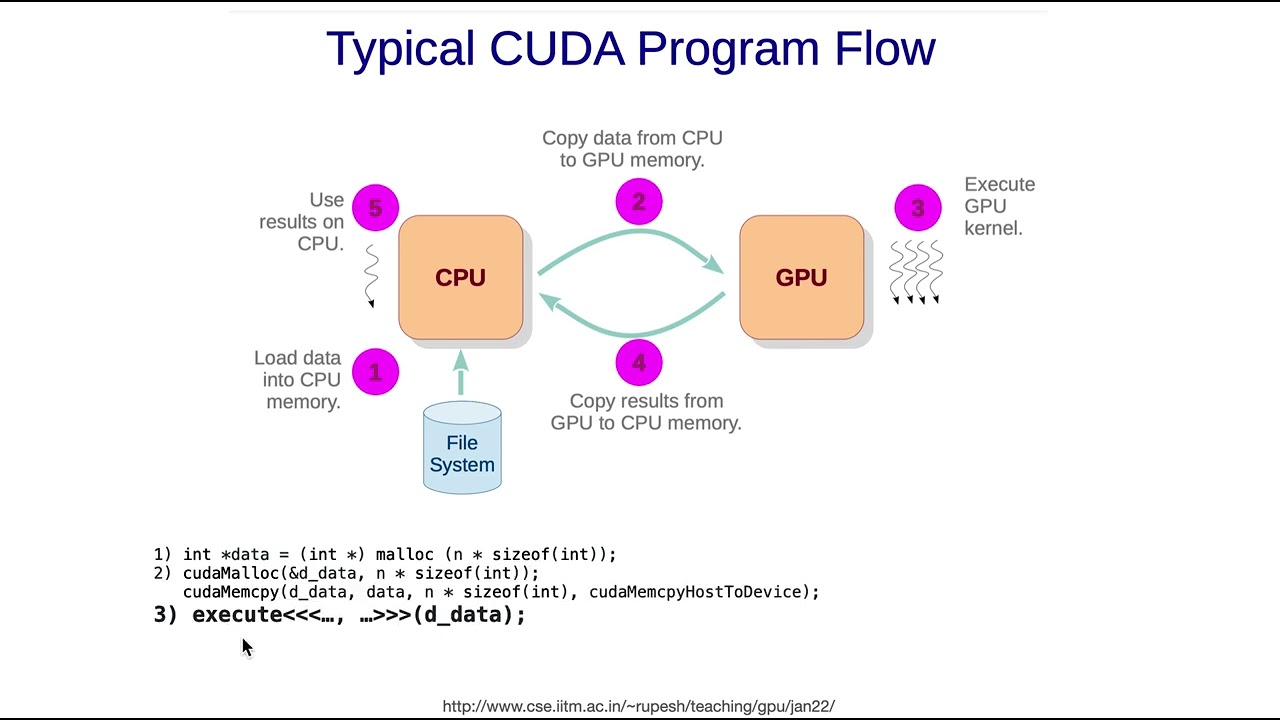 Typical CUDA Program Flow
Copy data from CPU
to GPU memory.
2
Use
results on
CPU.
5
CPU
GPU
3
Execute
GPU
kernel.
Load data
into CPU
memory.
1
4
Copy results from
GPU to CPU memory.
File
System
1) int *data = (int *) malloc (n * sizeof(int));
2) cudaMalloc(&d_data, n * sizeof(int));
cudaMemcpy(d_data, data, n * sizeof(int), cudaMemcpyHostToDevice);
3) execute<<<…, …>>>(d_data);
http://www.cse.iitm.ac.in/~rupesh/teaching/gpu/jan22/